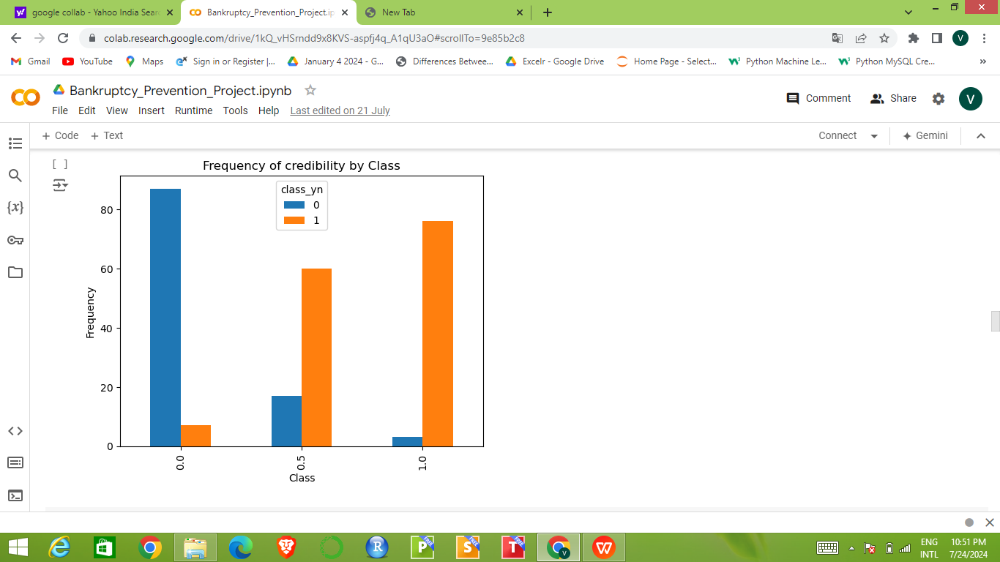 google collab - Yahoo India Sear
Bankruptcy_Prevention_Project.ip
New Tab
colab.research.google.com/drive/1kQ_vHSrndd9x8KVS-aspfj4q_A1qU3aO#scrollTo=9e85b2c8
V
Gmail
YouTube
Maps
Sign in or Register |...
January 4 2024 - G...
Differences Betwee...
Excelr - Google Drive
Home Page - Select...
Python Machine Le...
Python MySQL Cre...
»
Bankruptcy_Prevention_Project.ipynb
Comment
Share
V
File Edit View Insert Runtime Tools Help Last edited on 21 July
+ Code + Text
Connect
Gemini
[ ]
{x}
Frequency of credibility by Class
class_yn
0
1
80
60
40
20
0
Frequency
0.0
0.5
1.0
Class
R
P
FREE
S
FREE
T
FREE
V
W
ENG
INTL
10:51 PM
7/24/2024